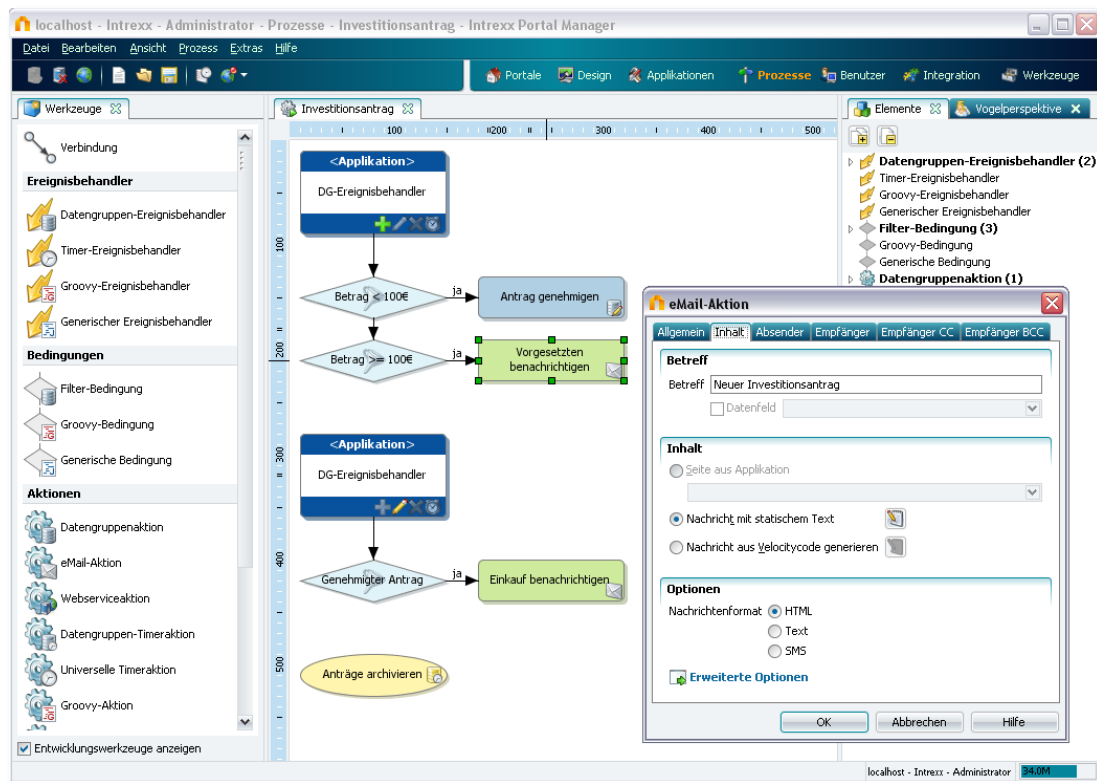 localhost - Intrexx - Administrator - Prozesse - Investitionsantrag - Intrexx Portal Manager
Datei Bearbeiten Ansicht Prozess Extras Hilfe
Portale Design Applikationen Prozesse Benutzer Integration Werkzeuge
Werkzeuge
Verbindung
Ereignisbehandler
Datengruppen-Ereignisbehandler
Timer-Ereignisbehandler
Groovy-Ereignisbehandler
Generischer Ereignisbehandler
Bedingungen
Filter-Bedingung
Groovy-Bedingung
Generische Bedingung
Aktionen
Datengruppenaktion
eMail-Aktion
Webserviceaktion
Datengruppen-Timeraktion
Universelle Timeraktion
Groovy-Aktion
Entwicklungswerkzeuge anzeigen
Investitionsantrag
100 200 300 400 500
100
200
300
400
500
<Applikation>
DG-Ereignisbehandler
Betrag < 100€
ja
Antrag genehmigen
Betrag >= 100€
ja
Vorgesetzten
benachrichtigen
<Applikation>
DG-Ereignisbehandler
Genehmigter Antrag
ja
Einkauf benachrichtigen
Anträge archivieren
Elemente Vogelperspektive
Datengruppen-Ereignisbehandler (2)
Timer-Ereignisbehandler
Groovy-Ereignisbehandler
Generischer Ereignisbehandler
Filter-Bedingung (3)
Groovy-Bedingung
Generische Bedingung
Datengruppenaktion (1)
eMail-Aktion
Allgemein Inhalt Absender Empfänger Empfänger CC Empfänger BCC
Betreff
Betreff Neuer Investitionsantrag
Datenfeld
Inhalt
Seite aus Applikation
Nachricht mit statischem Text
Nachricht aus Velocitycode generieren
Optionen
Nachrichtenformat HTML
Text
SMS
Erweiterte Optionen
OK Abbrechen Hilfe
localhost - Intrexx - Administrator 34.0M